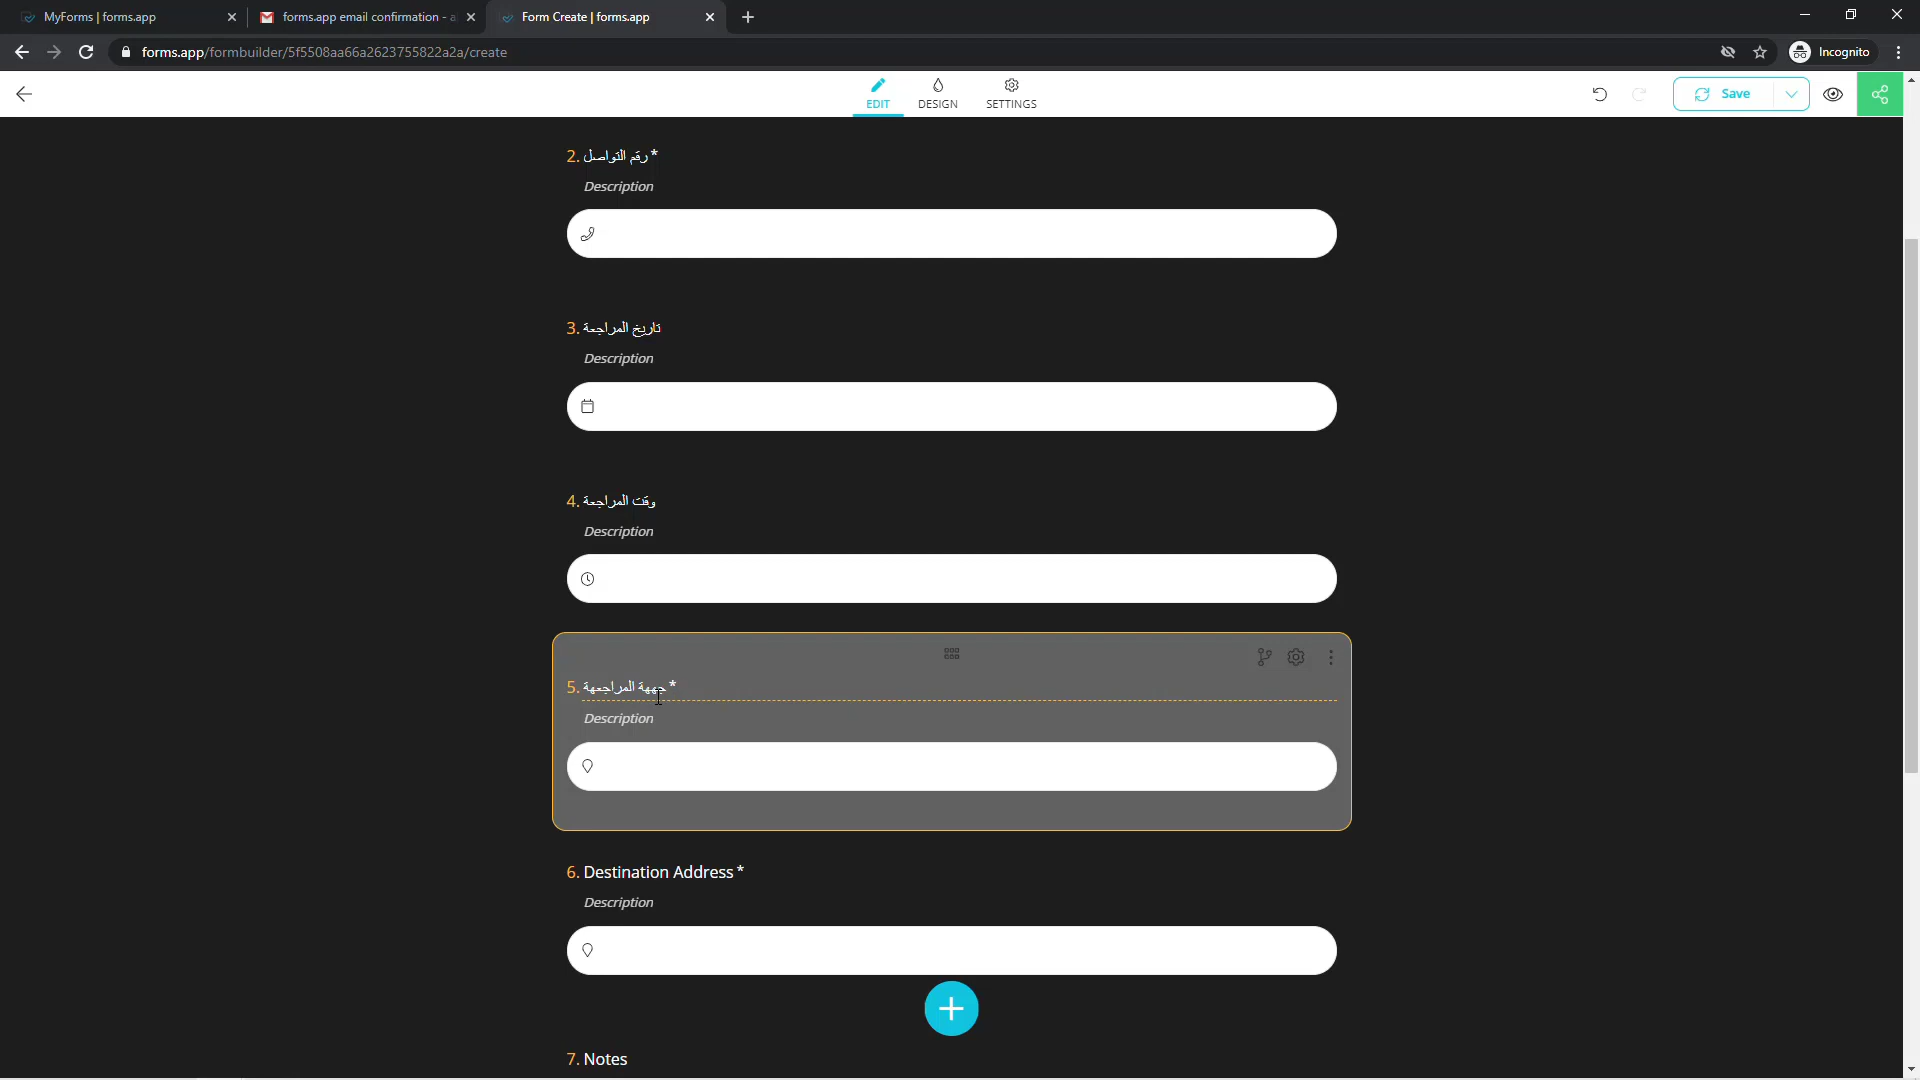 MyForms | forms.app
forms.app email confirmation - a
Form Create | forms.app
forms.app/formbuilder/5f5508aa66a2623755822a2a/create
Incognito
EDIT
DESIGN
SETTINGS
Save
2. رقم التواصل *
Description
3. تاريخ المراجعة
Description
4. وقت المراجعة
Description
5. جهة المراجعهة *
Description
6. Destination Address *
Description
7. Notes